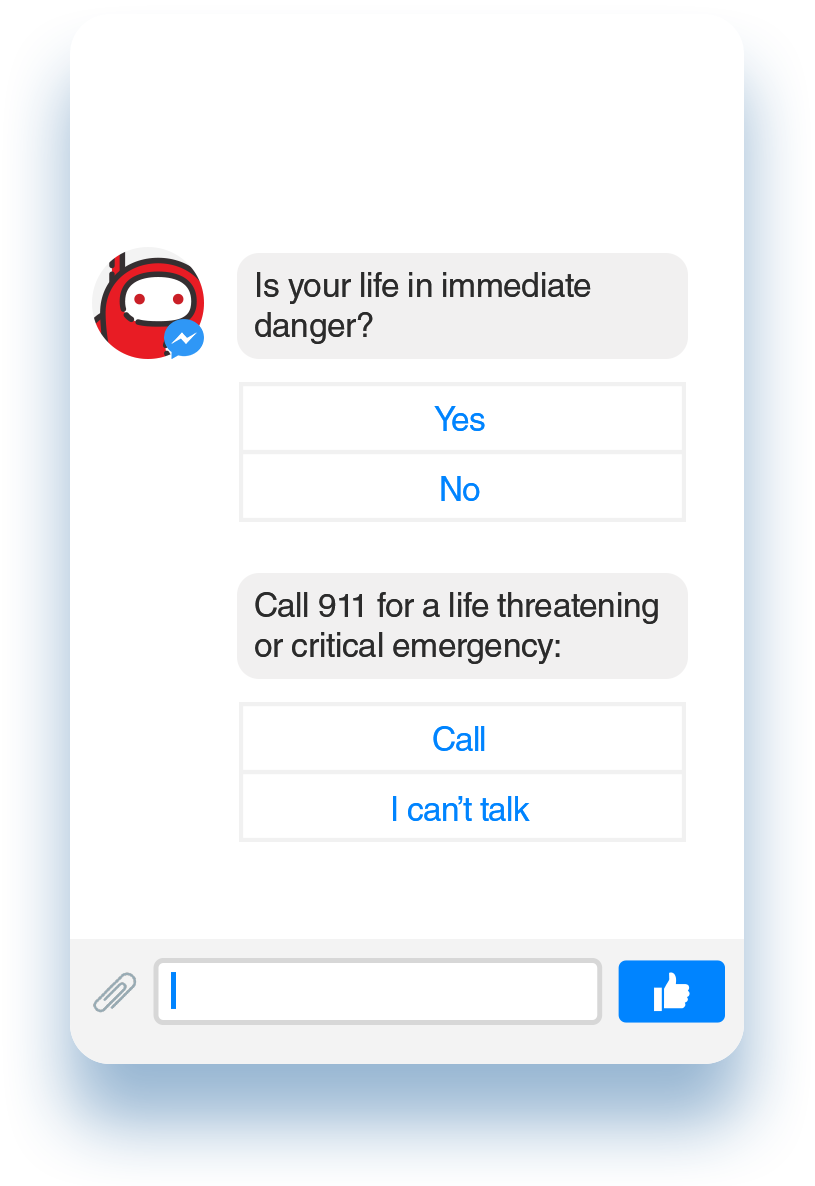 Is your life in immediate
danger?
Yes
No
Call 911 for a life threatening
or critical emergency:
Call
I can’t talk